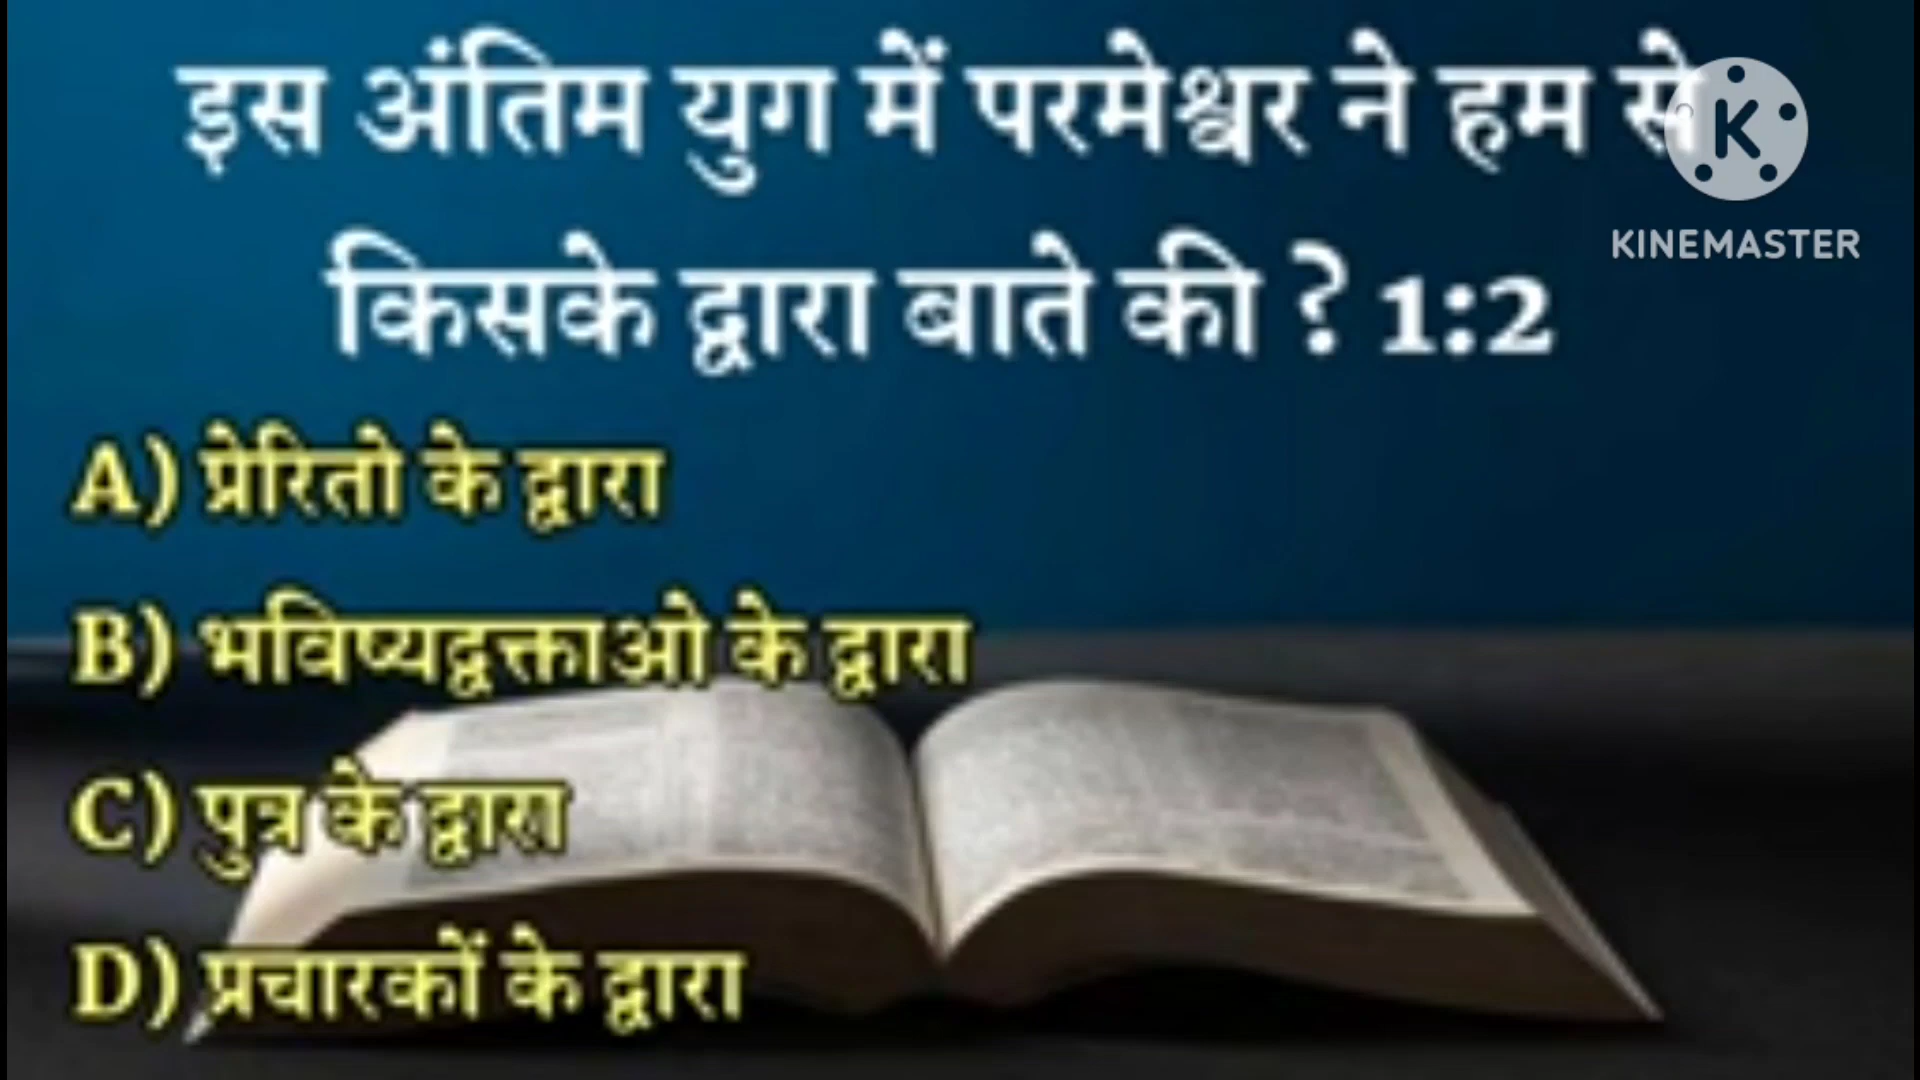 इस अंतिम युग में परमेश्वर ने हम से
किसके द्वारा बाते की ? 1:2
K
KINEMASTER
A) प्रेरितो के द्वारा
B) भविष्यद्वक्ताओ के द्वारा
C) पुत्र के द्वारा
D) प्रचारकों के द्वारा